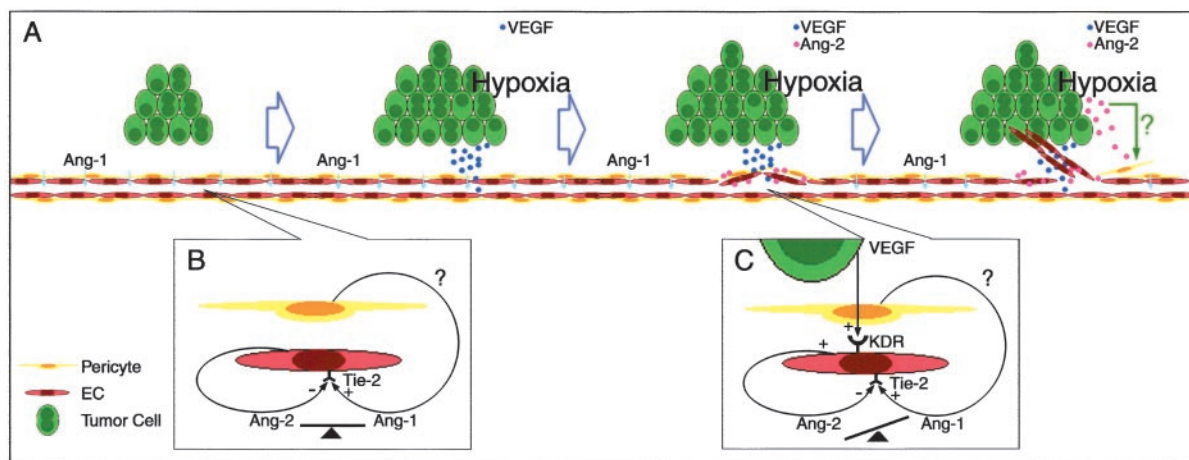 A
VEGF
VEGF
Ang-2
VEGF
Ang-2
Hypoxia
Hypoxia
Hypoxia
?
Ang-1
Ang-1
Ang-1
Ang-1
B
?
Tie-2
- +
Ang-2
Ang-1
Pericyte
EC
Tumor Cell
C
VEGF
?
+
+
KDR
Tie-2
- +
Ang-2
Ang-1